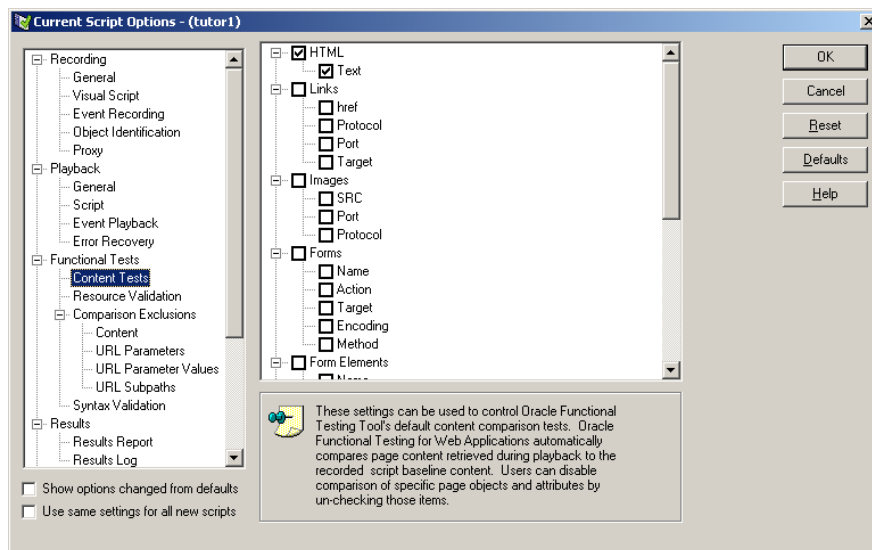 Current Script Options - (tutor1)
Recording
General
Visual Script
Event Recording
Object Identification
Proxy
Playback
General
Script
Event Playback
Error Recovery
Functional Tests
Content Tests
Resource Validation
Comparison Exclusions
Content
URL Parameters
URL Parameter Values
URL Subpaths
Syntax Validation
Results
Results Report
Results Log
Show options changed from defaults
Use same settings for all new scripts
HTML
Text
Links
href
Protocol
Port
Target
Images
SRC
Port
Protocol
Forms
Name
Action
Target
Encoding
Method
Form Elements
Name
These settings can be used to control Oracle Functional
Testing Tool's default content comparison tests. Oracle
Functional Testing for Web Applications automatically
compares page content retrieved during playback to the
recorded script baseline content. Users can disable
comparison of specific page objects and attributes by
un-checking those items.
OK
Cancel
Reset
Defaults
Help